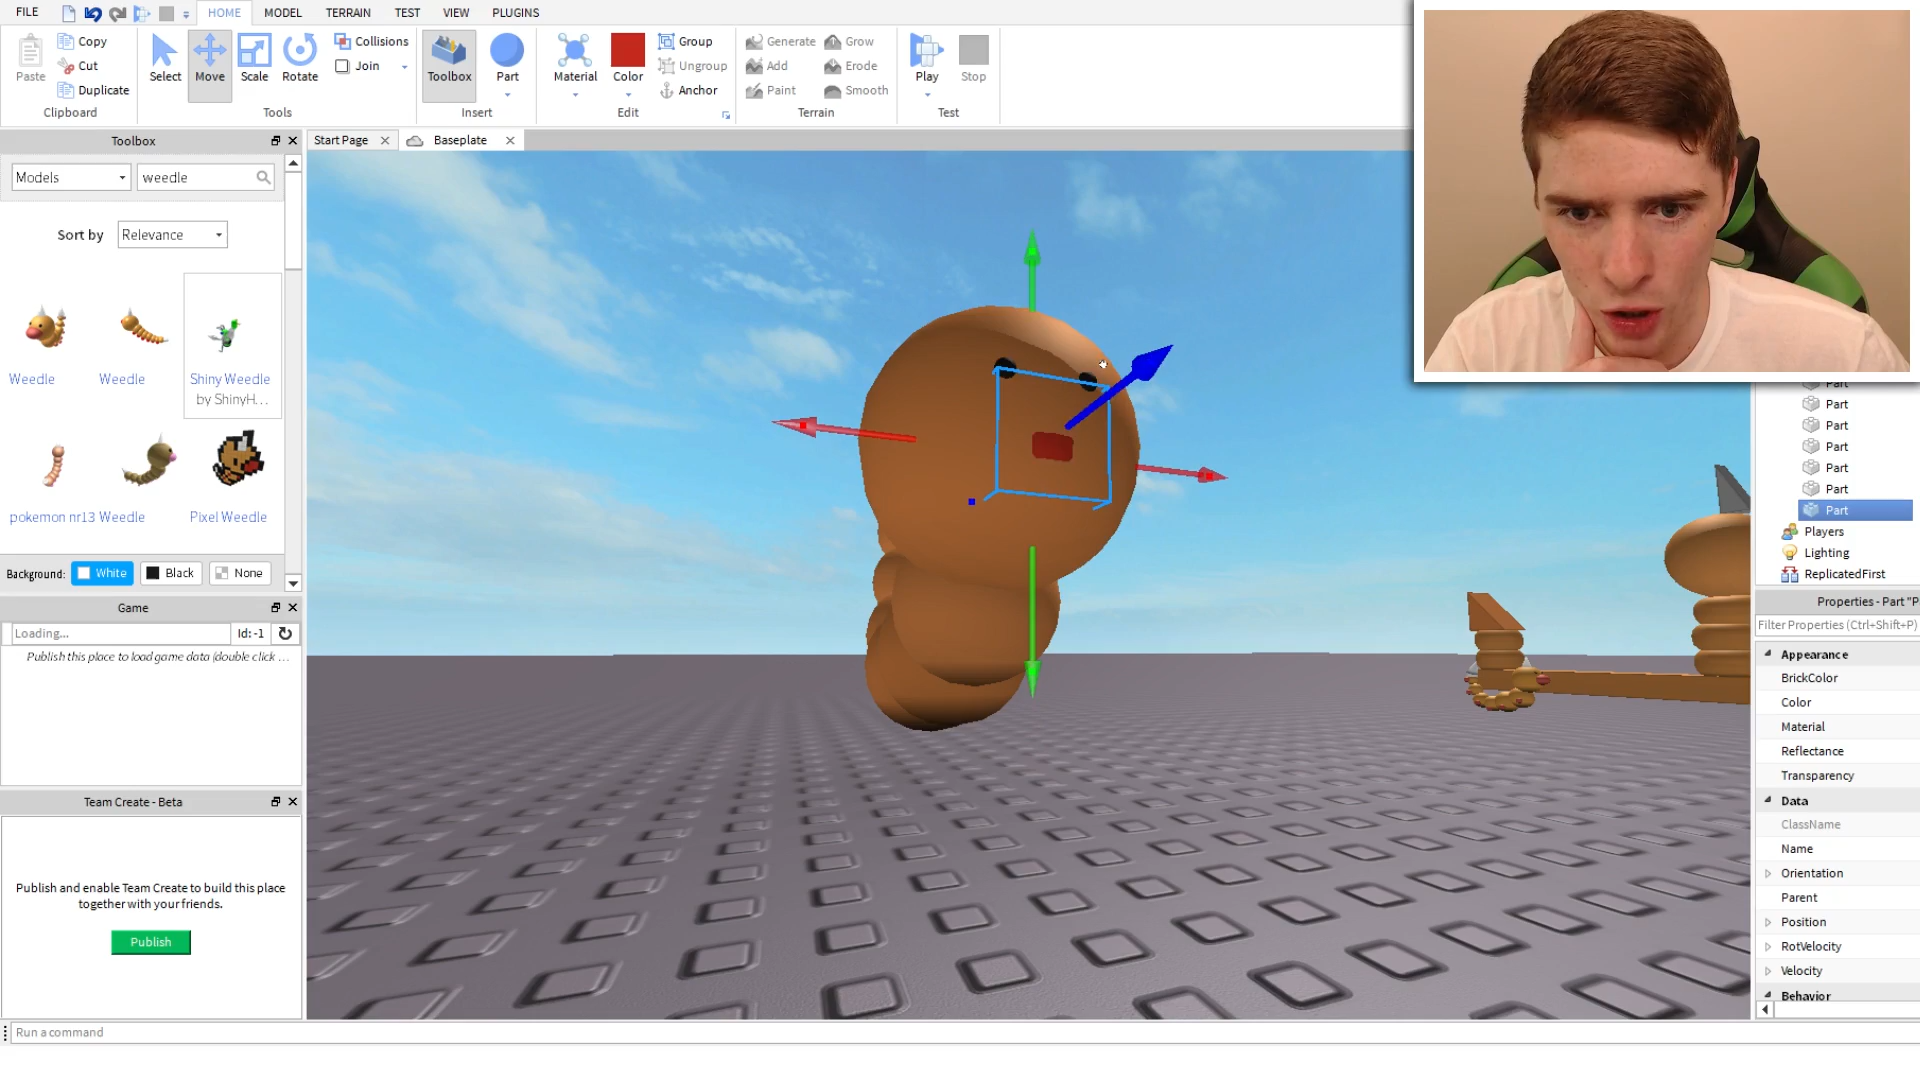 FILE
HOME
MODEL
TERRAIN
TEST
VIEW
PLUGINS
Paste
Copy
Cut
Duplicate
Clipboard
Select
Move
Scale
Rotate
Collisions
Join
Tools
Toolbox
Part
Insert
Material
Color
Group
Ungroup
Anchor
Edit
Generate
Grow
Add
Erode
Paint
Smooth
Terrain
Play
Stop
Test
Toolbox
Start Page
Baseplate
Models
weedle
Sort by
Relevance
Weedle
Weedle
Shiny Weedle
by ShinyH...
pokemon nr13 Weedle
Pixel Weedle
Background:
White
Black
None
Game
Loading...
Id: -1
Publish this place to load game data (double click ...
Team Create - Beta
Publish and enable Team Create to build this place
together with your friends.
Publish
Run a command
Part
Part
Part
Part
Part
Part
Part
Players
Lighting
ReplicatedFirst
Properties - Part "P
Filter Properties (Ctrl+Shift+P)
Appearance
BrickColor
Color
Material
Reflectance
Transparency
Data
ClassName
Name
Orientation
Parent
Position
RotVelocity
Velocity
Behavior